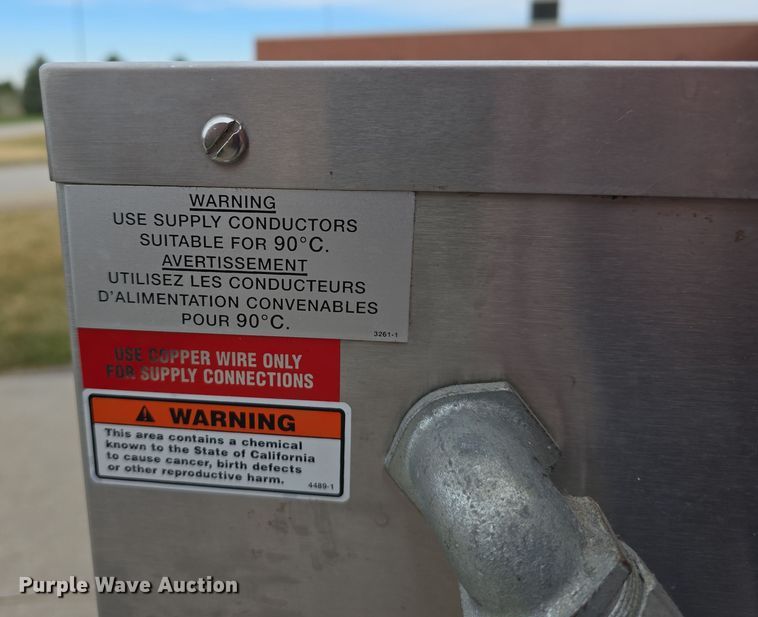 WARNING
USE SUPPLY CONDUCTORS
SUITABLE FOR 90°C.
AVERTISSEMENT
UTILISEZ LES CONDUCTEURS
D'ALIMENTATION CONVENABLES
POUR 90°C.
3261-1
USE COPPER WIRE ONLY
FOR SUPPLY CONNECTIONS
WARNING
This area contains a chemical
known to the State of California
to cause cancer, birth defects
or other reproductive harm.
4489-1
Purple Wave Auction